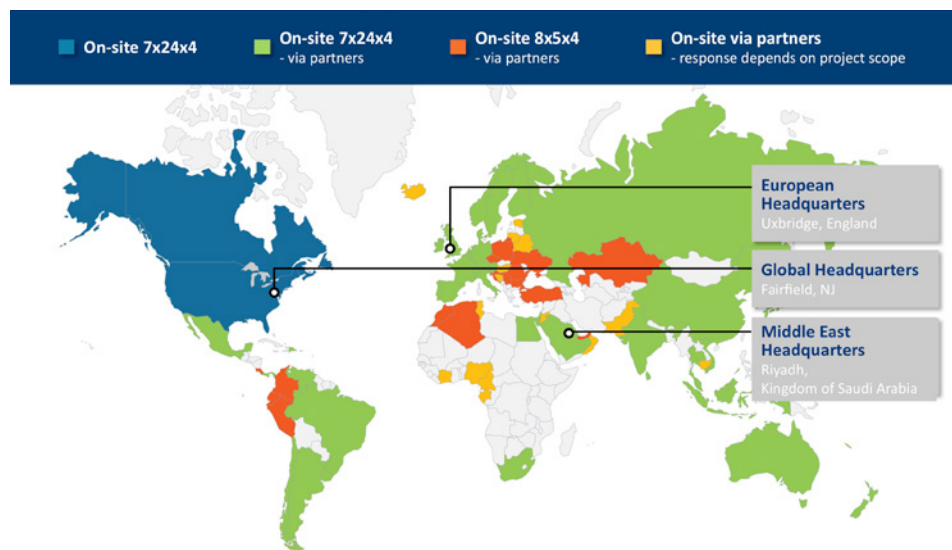 On-site 7x24x4
On-site 7x24x4
- via partners
On-site 8x5x4
- via partners
On-site via partners
- response depends on project scope
European
Headquarters
Uxbridge, England
Global Headquarters
Fairfield, NJ
Middle East
Headquarters
Riyadh,
Kingdom of Saudi Arabia